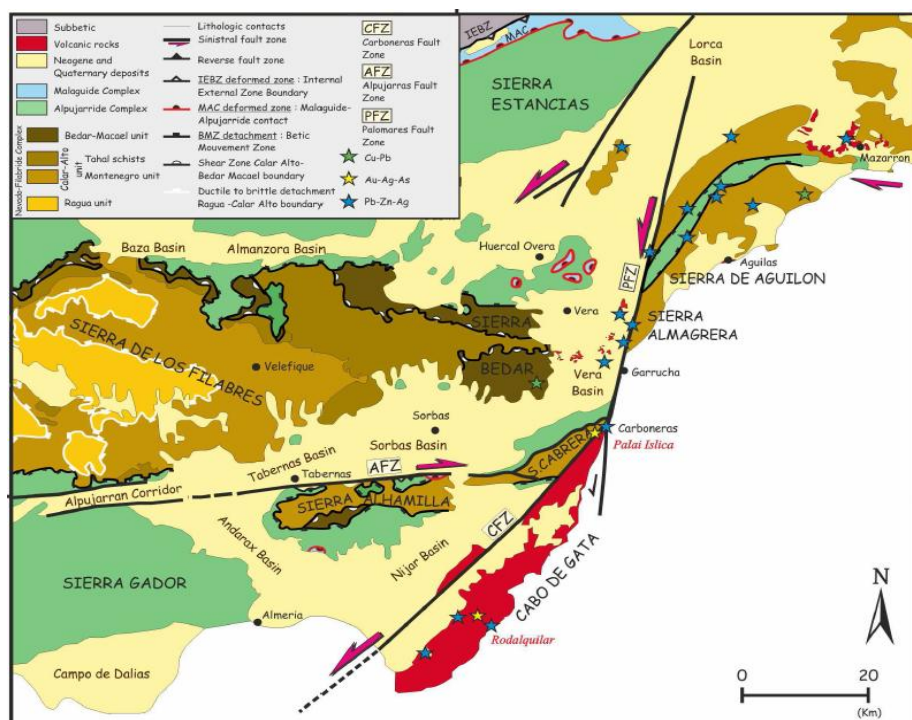 Subbetic
Volcanic rocks
Neogene and
Quaternary deposits
Malaguide Complex
Alpujarride Complex
Nevado-Filabride Complex
Bedar-Macael unit
Calar-Alto
unit
Tahal schists
Montenegro unit
Ragua unit
Lithologic contacts
Sinistral fault zone
Reverse fault zone
IEBZ deformed zone : Internal
External Zone Boundary
MAC deformed zone : Malaguide-
Alpujarride contact
BMZ detachment : Betic
Mouvement Zone
Shear Zone Calar Alto-
Bedar Macael boundary
Ductile to brittle detachment
Ragua -Calar Alto boundary
CFZ
Carboneras Fault
Zone
AFZ
Alpujarras Fault
Zone
PFZ
Palomares Fault
Zone
Cu-Pb
Au-Ag-As
Pb-Zn-Ag
IEBZ
MAC
Lorca
Basin
SIERRA
ESTANCIAS
Mazarron
Baza Basin
Almanzora Basin
Huercal Overa
PFZ
Aguilas
SIERRA DE AGUILON
SIERRA
Vera
SIERRA
ALMAGRERA
SIERRA DE LOS FILABRES
Velefique
BEDAR
Vera
Basin
Garrucha
Sorbas
Sorbas Basin
Carboneras
Palai Islica
S.CABRERA
Tabernas Basin
AFZ
Tabernas
Alpujarran Corridor
SIERRA ALHAMILLA
Andarax Basin
Nijar Basin
CFZ
CABO DE GATA
SIERRA GADOR
Almeria
Rodalquilar
Campo de Dalias
N
0 20
(Km)